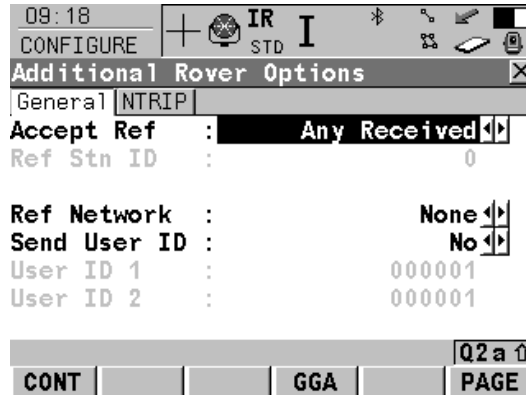 09:18
CONFIGURE
IR
STD
I
Additional Rover Options
General NTRIP
Accept Ref : Any Received
Ref Stn ID : 0
Ref Network : None
Send User ID : No
User ID 1 : 000001
User ID 2 : 000001
Q2a
CONT GGA PAGE